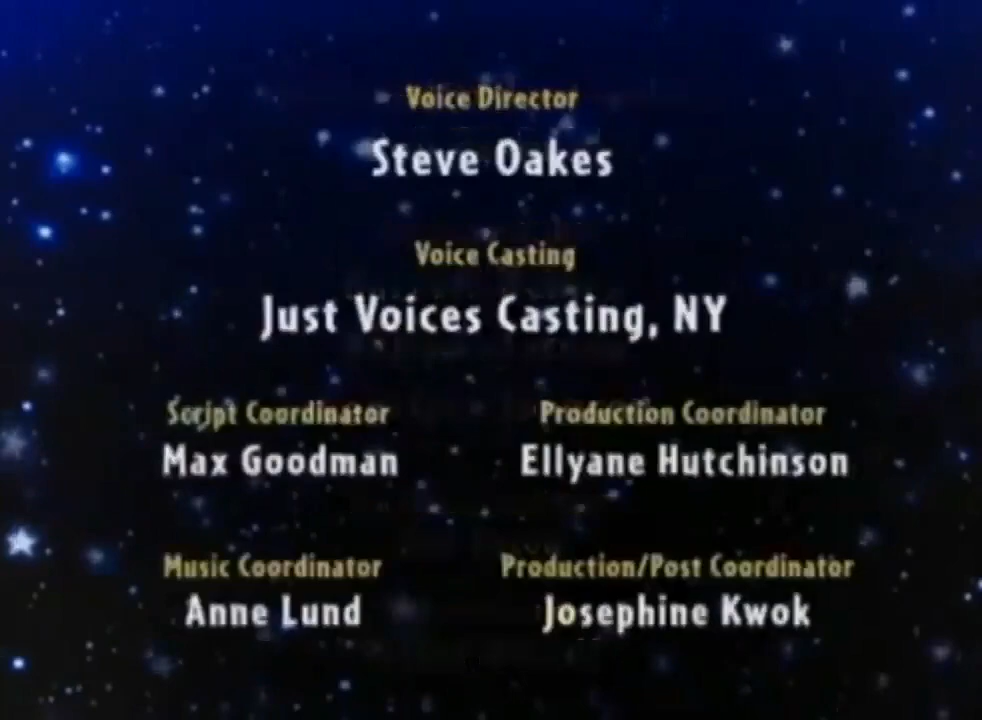 Voice Director
Steve Oakes
Voice Casting
Just Voices Casting, NY
Script Coordinator
Max Goodman
Production Coordinator
Ellyane Hutchinson
Music Coordinator
Anne Lund
Production/Post Coordinator
Josephine Kwok